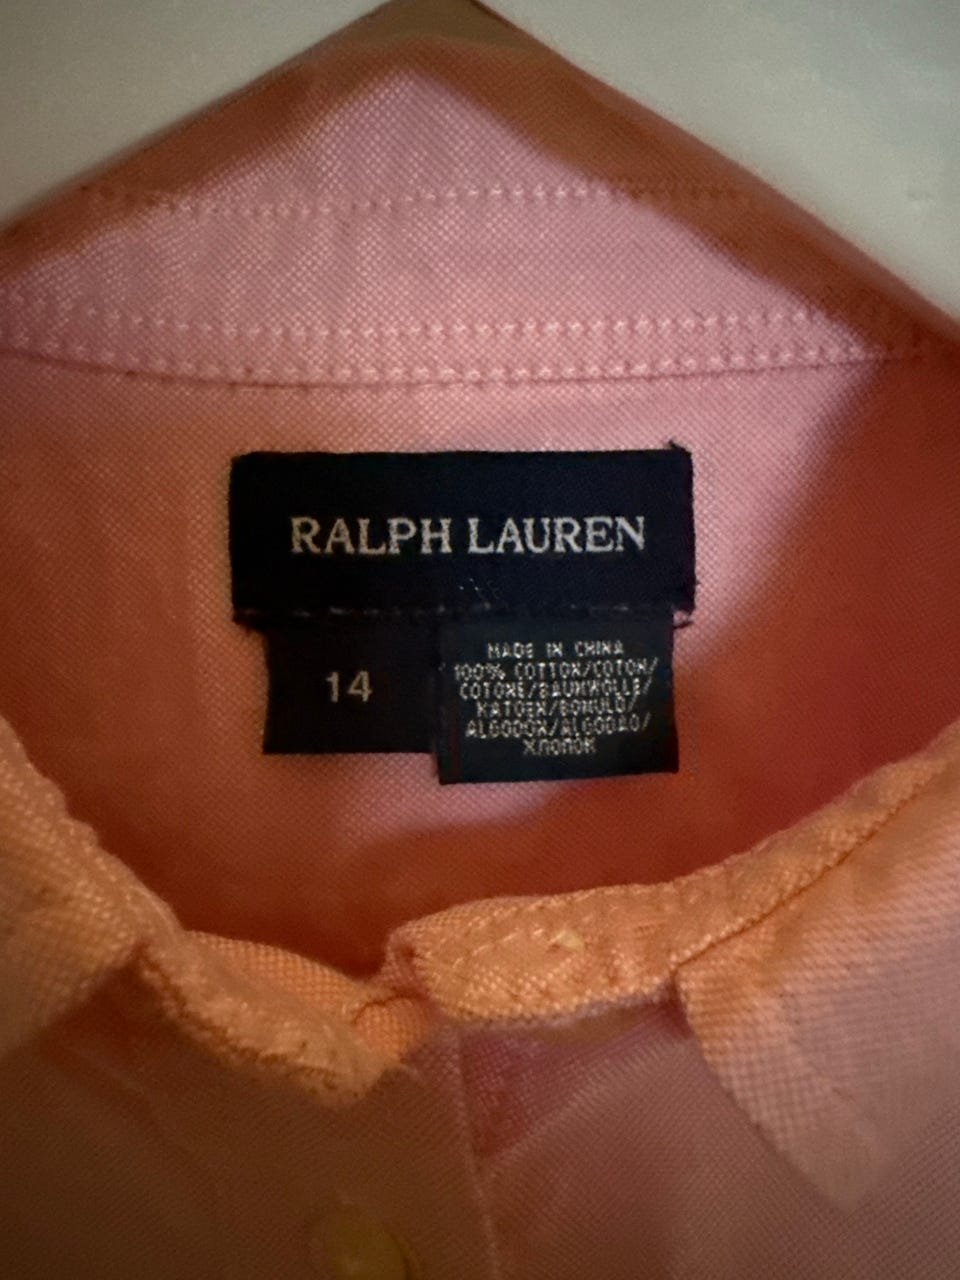 RALPH LAUREN
14
MADE IN CHINA
100% COTTON/COTON/
COTONE/BAUMWOLLE/
KATOEN/BOMULD/
ALGODON/ALGODAO/
ХЛОПОК